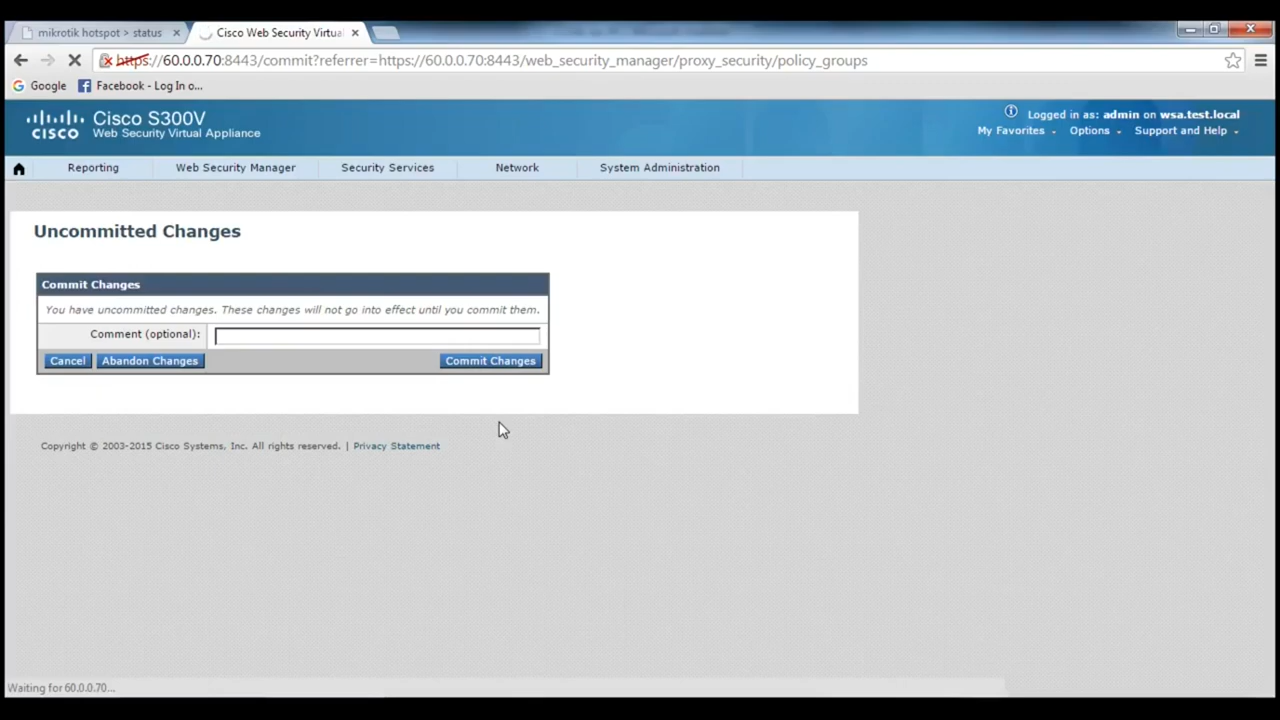 mikrotik hotspot > status
Cisco Web Security Virtua
https://60.0.0.70:8443/commit?referrer=https://60.0.0.70:8443/web_security_manager/proxy_security/policy_groups
Google
Facebook - Log In o...
CISCO
Cisco S300V
Web Security Virtual Appliance
Logged in as: admin on wsa.test.local
My Favorites Options Support and Help
Reporting Web Security Manager Security Services Network System Administration
Uncommitted Changes
Commit Changes
You have uncommitted changes. These changes will not go into effect until you commit them.
Comment (optional):
Cancel Abandon Changes Commit Changes
Copyright © 2003-2015 Cisco Systems, Inc. All rights reserved. | Privacy Statement
Waiting for 60.0.0.70...